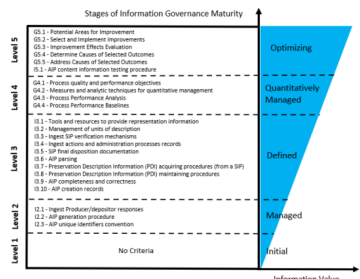 Stages of Information Governance Maturity
Level 5
G5.1 - Potential Areas for Improvement
G5.2 - Select and Implement Improvements
G5.3 - Improvement Effects Evaluation
G5.4 - Determine Causes of Selected Outcomes
G5.5 - Address Causes of Selected Outcomes
I5.1 - AIP content information testing procedure
Optimizing
Level 4
G4.1 - Process quality and performance objectives
G4.2 - Measures and analytic techniques for quantitative management
G4.3 - Process Performance Analysis
G4.4 - Process Performance Baselines
Quantitatively
Managed
Level 3
I3.1 - Tools and resources to provide representation information
I3.2 - Management of units of description
I3.3 - Ingest SIP verification mechanisms
I3.4 - Ingest actions and administration processes records
I3.5 - SIP final disposition documentation
I3.6 - AIP parsing
I3.7 - Preservation Description Information (PDI) acquiring procedures (from a SIP)
I3.8 - Preservation Description Information (PDI) maintaining procedures
I3.9 - AIP completeness and correctness
I3.10 - AIP creation records
Defined
Level 2
I2.1 - Ingest Producer/depositor responses
I2.2 - AIP generation procedure
I2.2 - AIP unique identifiers convention
Managed
Level 1
No Criteria
Initial
Information Value